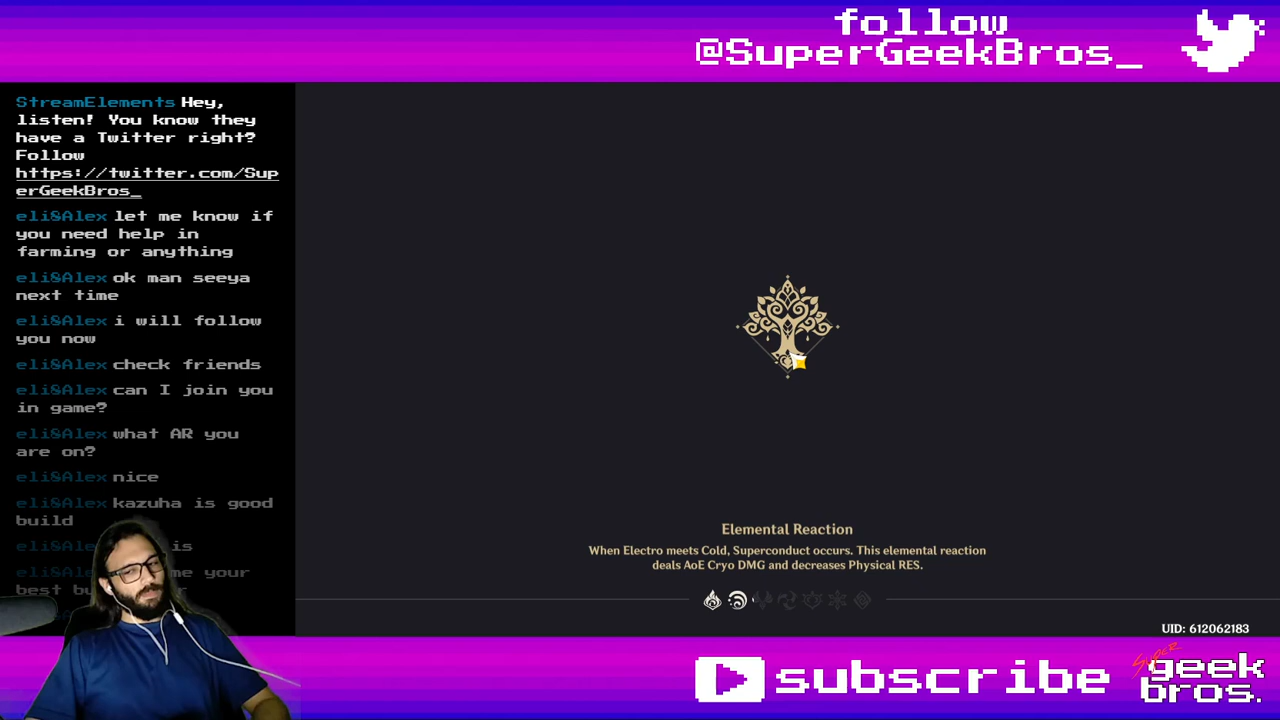 follow
@SuperGeekBros_
StreamElements Hey,
listen! You know they
have a Twitter right?
Follow
https://twitter.com/Sup
erGeekBros_
eli&Alex let me know if
you need help in
farming or anything
eli&Alex ok man seeya
next time
eli&Alex i will follow
you now
eli&Alex check friends
eli&Alex can I join you
in game?
eli&Alex what AR you
are on?
eli&Alex nice
eli&Alex kazuha is good
build
is
me your
Elemental Reaction
When Electro meets Cold, Superconduct occurs. This elemental reaction
deals AoE Cryo DMG and decreases Physical RES.
UID: 612062183
subscribe
SUPER
geek
bros.